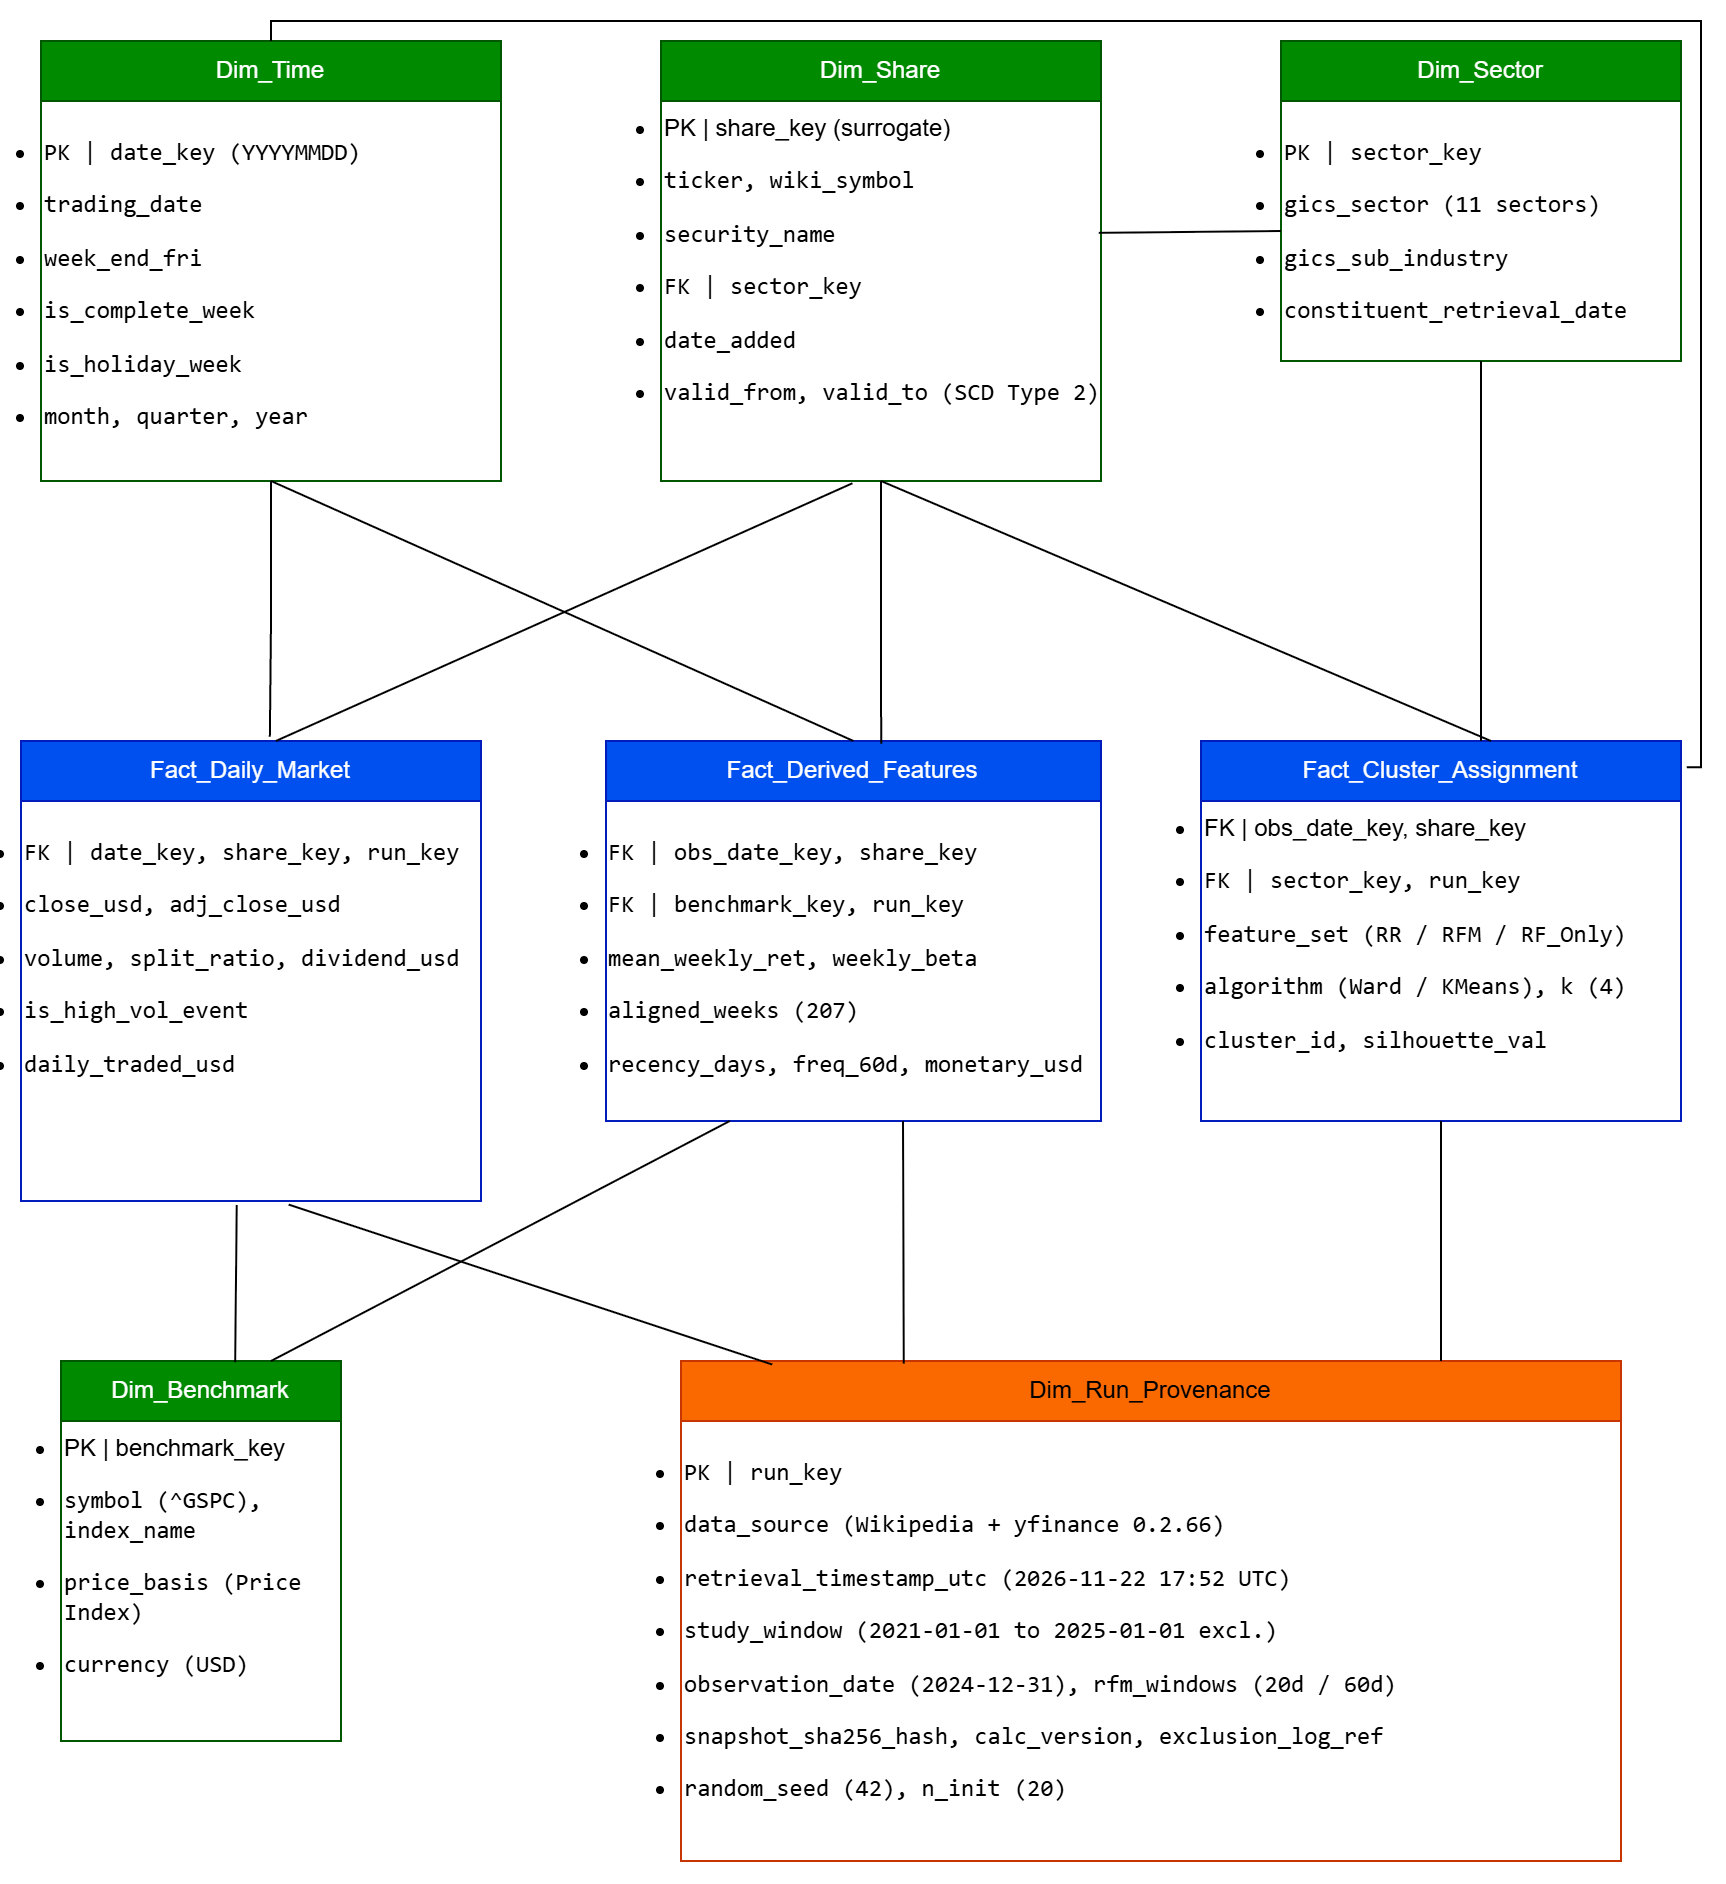 Dim_Time
PK | date_key (YYYYMMDD)
trading_date
week_end_fri
is_complete_week
is_holiday_week
month, quarter, year
Dim_Share
PK | share_key (surrogate)
ticker, wiki_symbol
security_name
FK | sector_key
date_added
valid_from, valid_to (SCD Type 2)
Dim_Sector
PK | sector_key
gics_sector (11 sectors)
gics_sub_industry
constituent_retrieval_date
Fact_Daily_Market
FK | date_key, share_key, run_key
close_usd, adj_close_usd
volume, split_ratio, dividend_usd
is_high_vol_event
daily_traded_usd
Fact_Derived_Features
FK | obs_date_key, share_key
FK | benchmark_key, run_key
mean_weekly_ret, weekly_beta
aligned_weeks (207)
recency_days, freq_60d, monetary_usd
Fact_Cluster_Assignment
FK | obs_date_key, share_key
FK | sector_key, run_key
feature_set (RR / RFM / RF_Only)
algorithm (Ward / KMeans), k (4)
cluster_id, silhouette_val
Dim_Benchmark
PK | benchmark_key
symbol (^GSPC),
index_name
price_basis (Price
Index)
currency (USD)
Dim_Run_Provenance
PK | run_key
data_source (Wikipedia + yfinance 0.2.66)
retrieval_timestamp_utc (2026-11-22 17:52 UTC)
study_window (2021-01-01 to 2025-01-01 excl.)
observation_date (2024-12-31), rfm_windows (20d / 60d)
snapshot_sha256_hash, calc_version, exclusion_log_ref
random_seed (42), n_init (20)